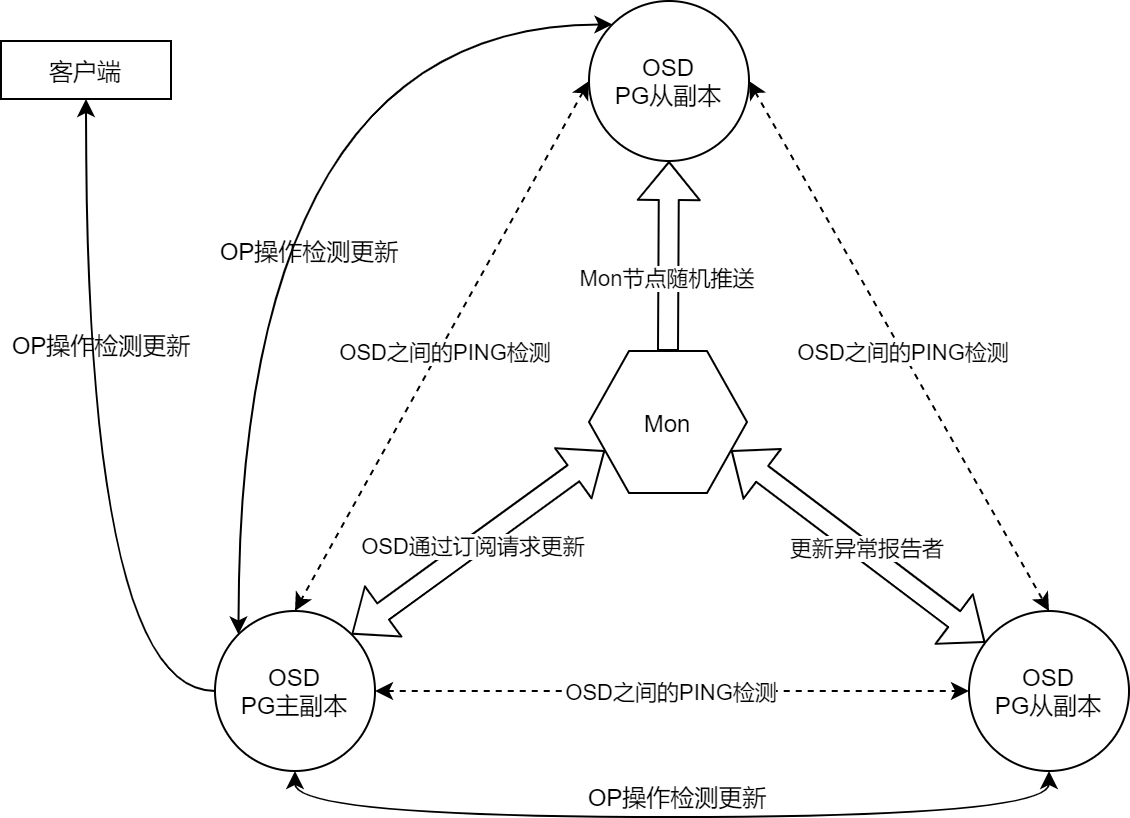 OSD
PG从副本
客户端
OP操作检测更新
Mon节点随机推送
OP操作检测更新
OSD之间的PING检测
OSD之间的PING检测
Mon
OSD通过订阅请求更新
更新异常报告者
OSD
PG主副本
OSD之间的PING检测
OSD
PG从副本
OP操作检测更新